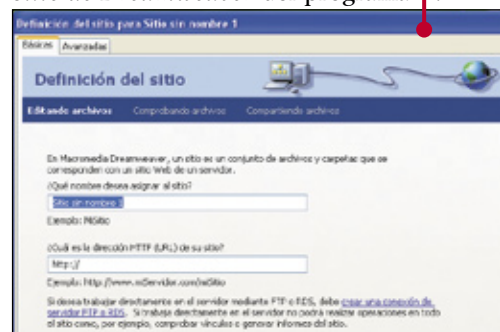 Definición del sitio para Sitio sin nombre 1
Básicas Avanzadas
Definición del sitio
Editando archivos Comprobando archivos Compartiendo archivos
En Macromedia Dreamweaver, un sitio es un conjunto de archivos y carpetas que se
corresponden con un sitio Web de un servidor.
¿Qué nombre desea asignar al sitio?
Sitio sin nombre 1
Ejemplo: MiSitio
¿Cuál es la dirección HTTP (URL) de su sitio?
http://
Ejemplo: http://www.miServidor.com/miSitio
Si desea trabajar directamente en el servidor mediante FTP o RDS, debe crear una conexión de
servidor FTP o RDS. Si trabaja directamente en el servidor no podrá realizar operaciones en todo
el sitio como, por ejemplo, comprobar vínculos o generar informes del sitio.